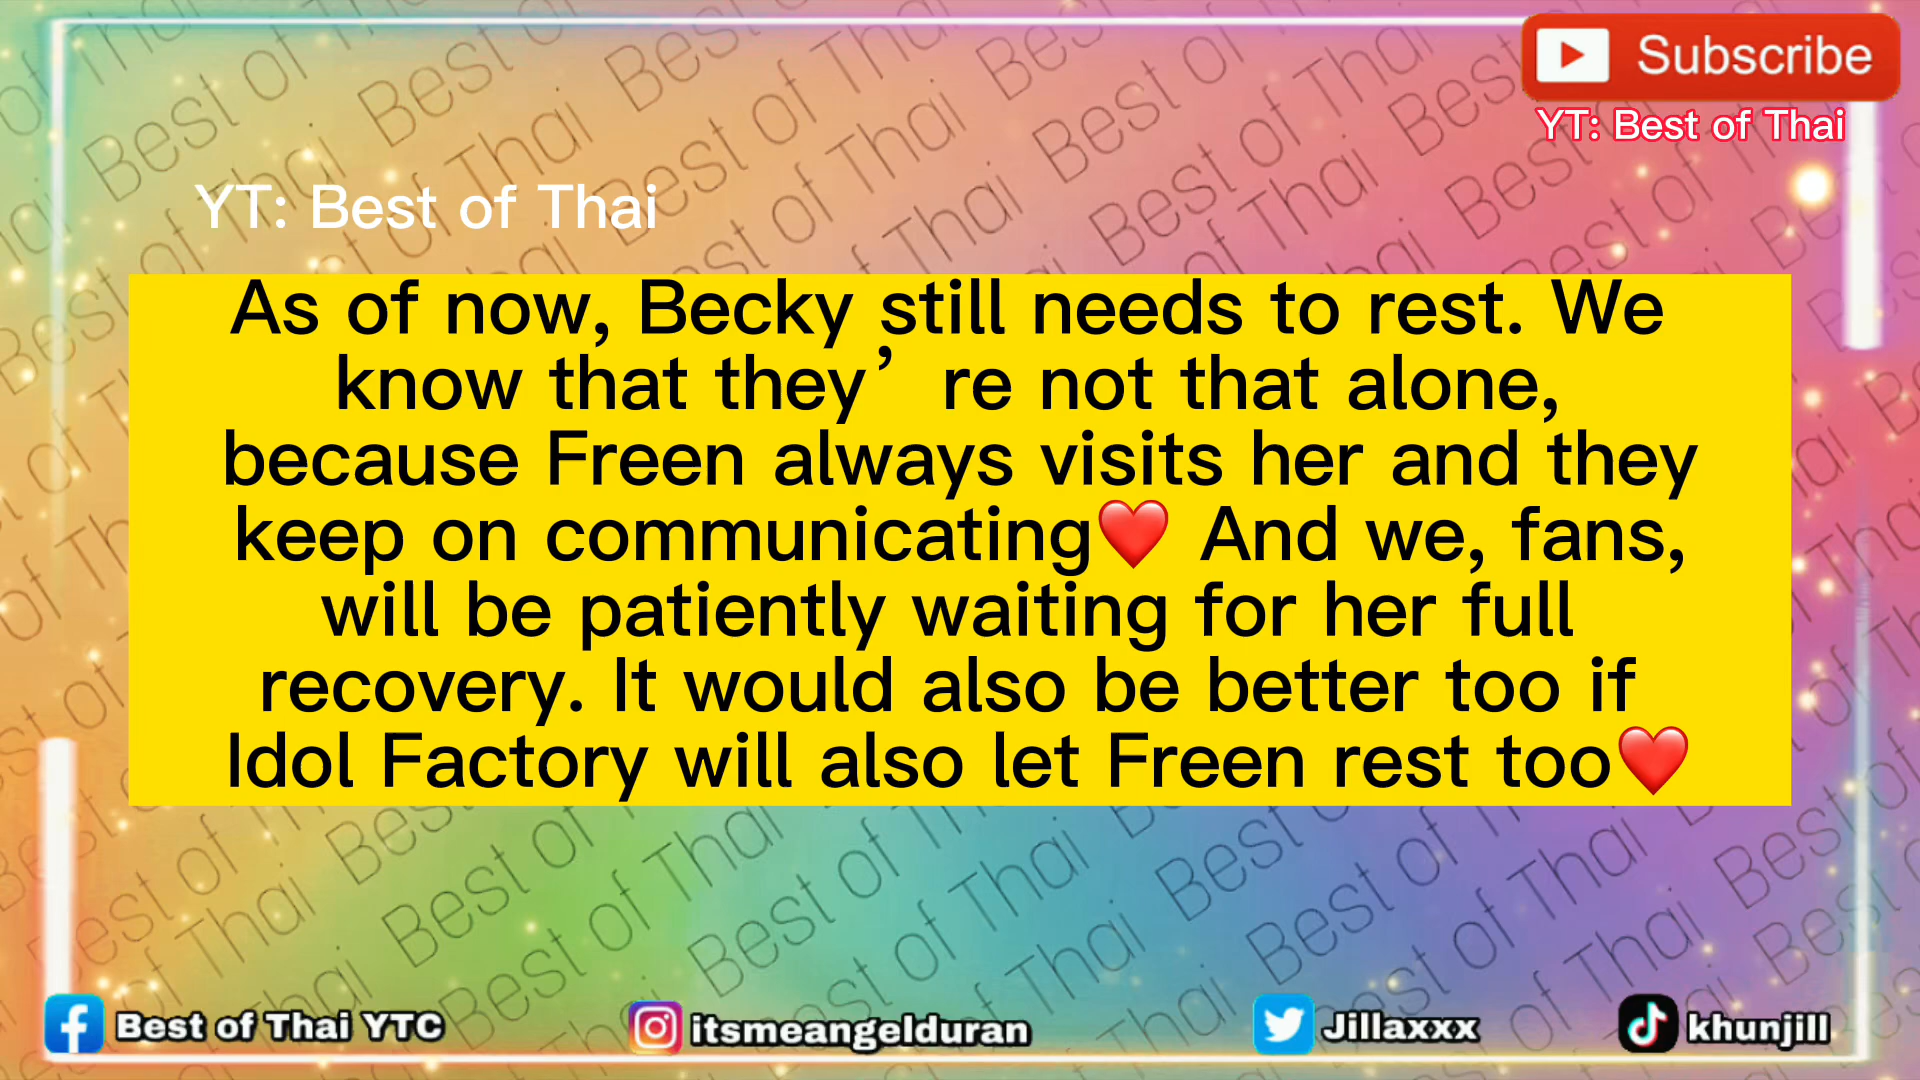 Subscribe
YT: Best of Thai
YT: Best of Thai
As of now, Becky still needs to rest. We
know that they’re not that alone,
because Freen always visits her and they
keep on communicating❤️ And we, fans,
will be patiently waiting for her full
recovery. It would also be better too if
Idol Factory will also let Freen rest too❤️
Best of Thai YTC
itsmeangelduran
Jillaxxx
khunjill